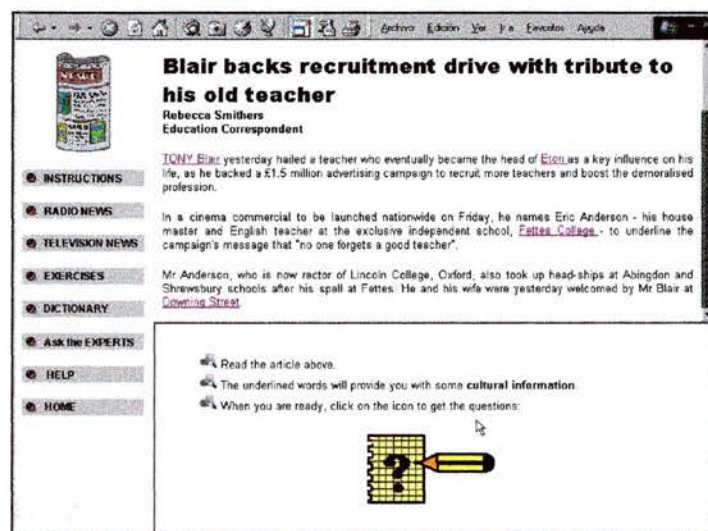 Archivo Edición Ver Ir a Favoritos Ayuda
Blair backs recruitment drive with tribute to
his old teacher
Rebecca Smithers
Education Correspondent
TONY Blair yesterday hailed a teacher who eventually became the head of Eton as a key influence on his
life, as he backed a £1.5 million advertising campaign to recruit more teachers and boost the demoralised
profession.
In a cinema commercial to be launched nationwide on Friday, he names Eric Anderson - his house
master and English teacher at the exclusive independent school, Fettes College - to underline the
campaign's message that "no one forgets a good teacher".
Mr Anderson, who is now rector of Lincoln College, Oxford, also took up head-ships at Abingdon and
Shrewsbury schools after his spell at Fettes. He and his wife were yesterday welcomed by Mr Blair at
Downing Street.
INSTRUCTIONS
RADIO NEWS
TELEVISION NEWS
EXERCISES
DICTIONARY
Ask the EXPERTS
HELP
HOME
Read the article above.
The underlined words will provide you with some cultural information.
When you are ready, click on the icon to get the questions:
?